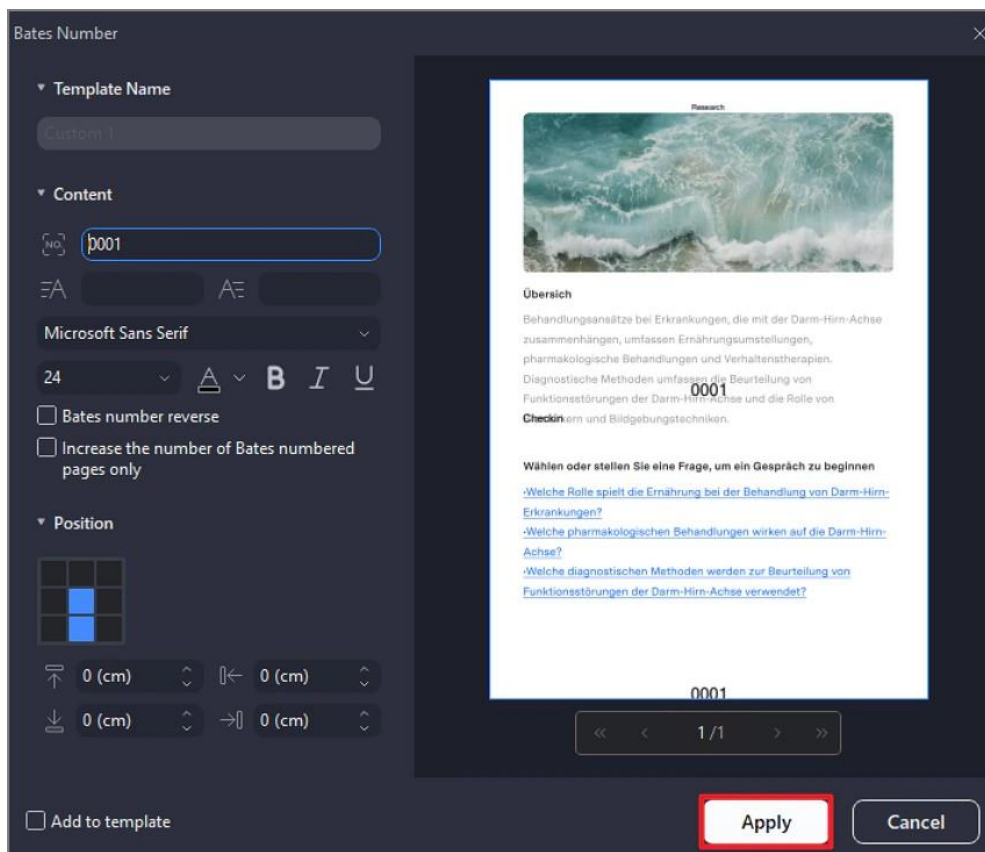 Bates Number
Template Name
Custom 1
Content
NO.
0001
Microsoft Sans Serif
24
B I U
Bates number reverse
Increase the number of Bates numbered
pages only
Position
0 (cm) 0 (cm)
0 (cm) 0 (cm)
Add to template
Research
Übersich
Behandlungsansätze bei Erkrankungen, die mit der Darm-Hirn-Achse
zusammenhängen, umfassen Ernährungsumstellungen,
pharmakologische Behandlungen und Verhaltenstherapien.
Diagnostische Methoden umfassen die Beurteilung von
0001
Funktionsstörungen der Darm-Hirn-Achse und die Rolle von
Checkin kern und Bildgebungstechniken.
Wählen oder stellen Sie eine Frage, um ein Gespräch zu beginnen
•Welche Rolle spielt die Ernährung bei der Behandlung von Darm-Hirn-
Erkrankungen?
•Welche pharmakologischen Behandlungen wirken auf die Darm-Hirn-
Achse?
•Welche diagnostischen Methoden werden zur Beurteilung von
Funktionsstörungen der Darm-Hirn-Achse verwendet?
0001
1 /1
Apply
Cancel